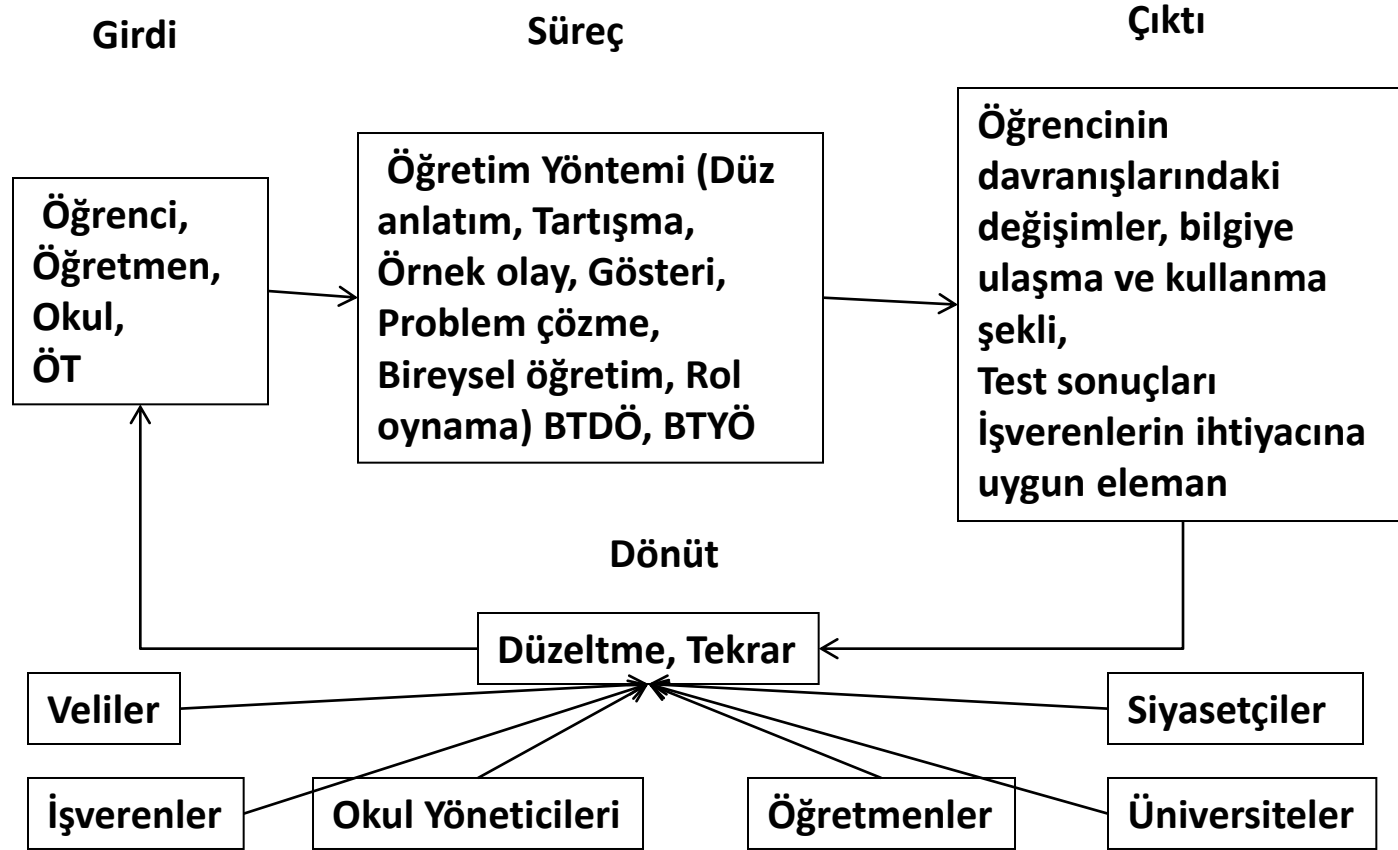 Girdi
Süreç
Çıktı
Öğrenci,
Öğretmen,
Okul,
ÖT
Öğretim Yöntemi (Düz
anlatım, Tartışma,
Örnek olay, Gösteri,
Problem çözme,
Bireysel öğretim, Rol
oynama) BTDÖ, BTYÖ
Öğrencinin
davranışlarındaki
değişimler, bilgiye
ulaşma ve kullanma
şekli,
Test sonuçları
İşverenlerin ihtiyacına
uygun eleman
Dönüt
Düzeltme, Tekrar
Veliler
Siyasetçiler
İşverenler
Okul Yöneticileri
Öğretmenler
Üniversiteler